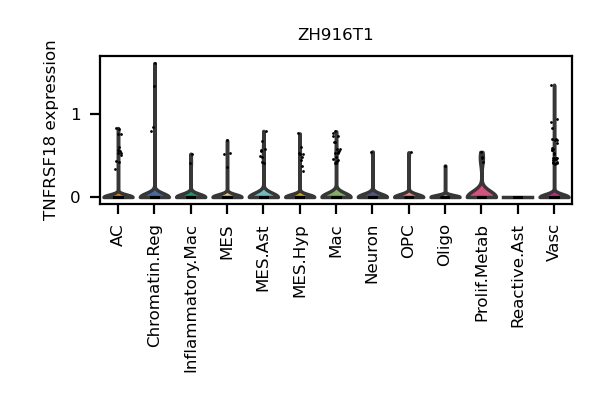 ZH916T1
TNFRSF18 expression
1
0
AC
Chromatin.Reg
Inflammatory.Mac
MES
MES.Ast
MES.Hyp
Mac
Neuron
OPC
Oligo
Prolif.Metab
Reactive.Ast
Vasc